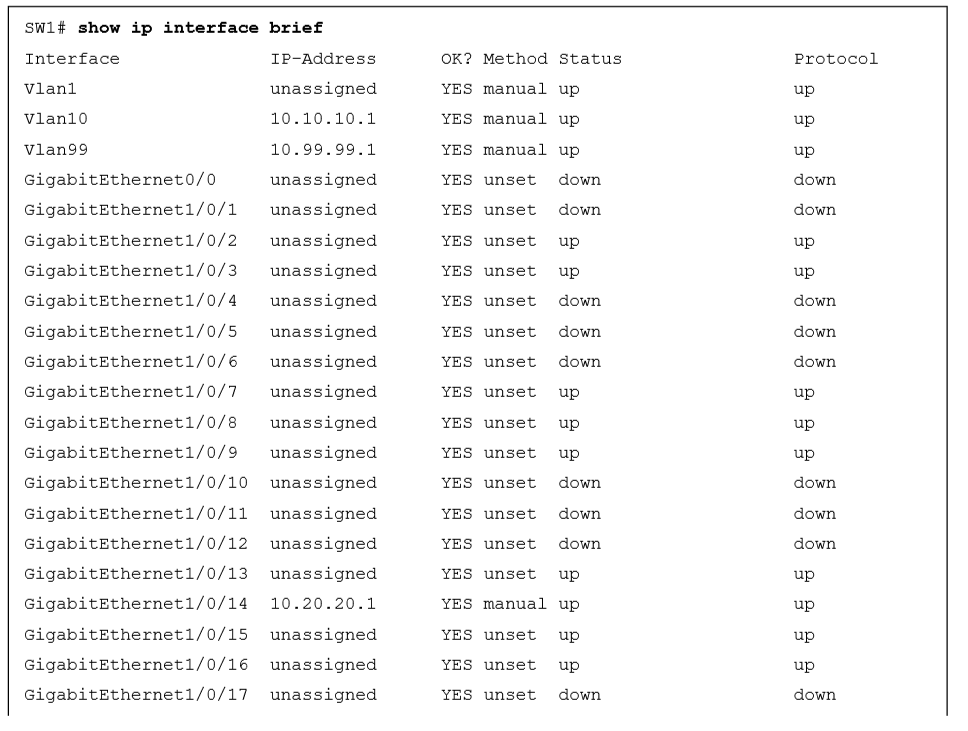 SW1# show ip interface brief
Interface IP-Address OK? Method Status Protocol
Vlan1 unassigned YES manual up up
Vlan10 10.10.10.1 YES manual up up
Vlan99 10.99.99.1 YES manual up up
GigabitEthernet0/0 unassigned YES unset down down
GigabitEthernet1/0/1 unassigned YES unset down down
GigabitEthernet1/0/2 unassigned YES unset up up
GigabitEthernet1/0/3 unassigned YES unset up up
GigabitEthernet1/0/4 unassigned YES unset down down
GigabitEthernet1/0/5 unassigned YES unset down down
GigabitEthernet1/0/6 unassigned YES unset down down
GigabitEthernet1/0/7 unassigned YES unset up up
GigabitEthernet1/0/8 unassigned YES unset up up
GigabitEthernet1/0/9 unassigned YES unset up up
GigabitEthernet1/0/10 unassigned YES unset down down
GigabitEthernet1/0/11 unassigned YES unset down down
GigabitEthernet1/0/12 unassigned YES unset down down
GigabitEthernet1/0/13 unassigned YES unset up up
GigabitEthernet1/0/14 10.20.20.1 YES manual up up
GigabitEthernet1/0/15 unassigned YES unset up up
GigabitEthernet1/0/16 unassigned YES unset up up
GigabitEthernet1/0/17 unassigned YES unset down down